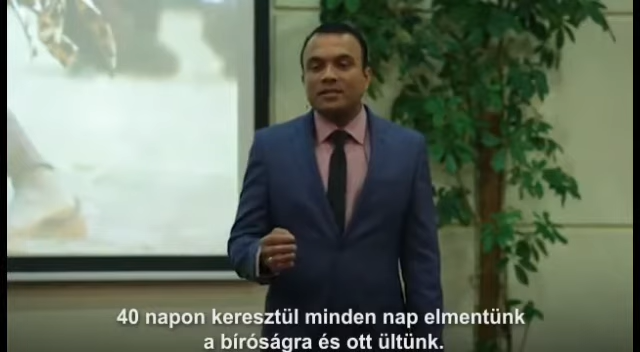 40 napon keresztül minden nap elmentünk
a bíróságra és ott ültünk.